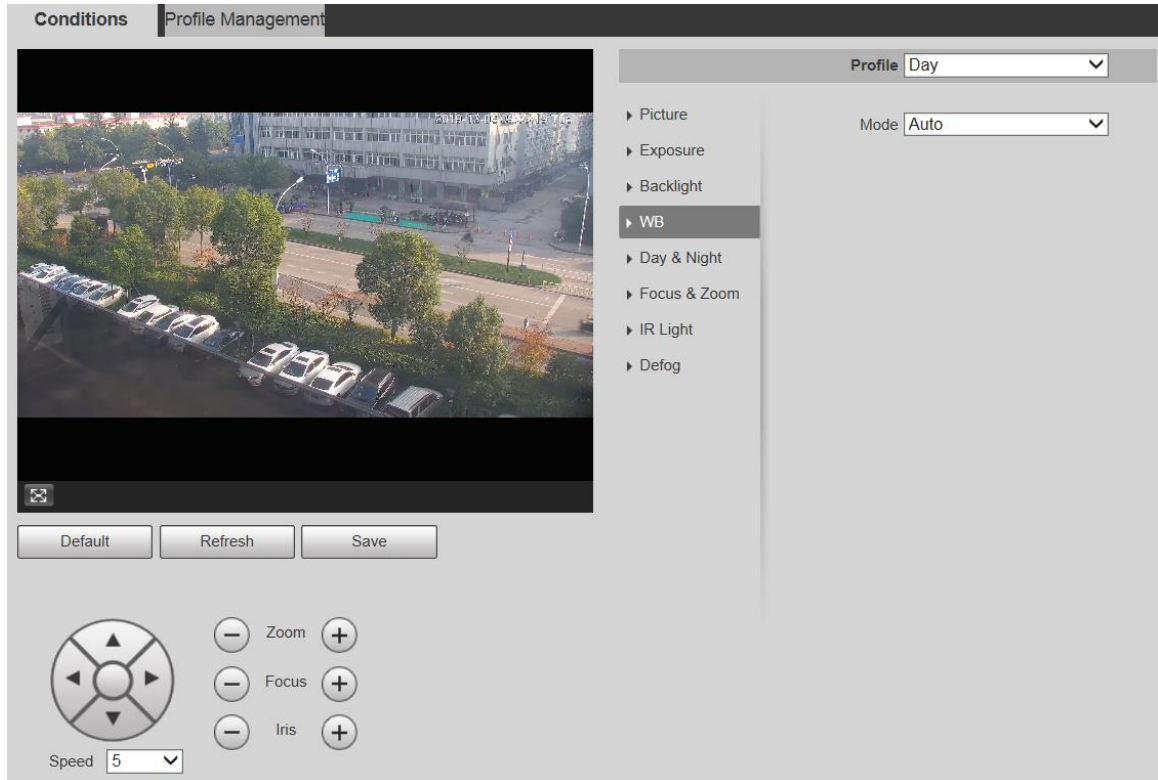 Conditions
Profile Management
Profile Day
Picture
Mode Auto
Exposure
Backlight
WB
Day & Night
Focus & Zoom
IR Light
Defog
Default Refresh Save
Zoom
Focus
Iris
Speed 5